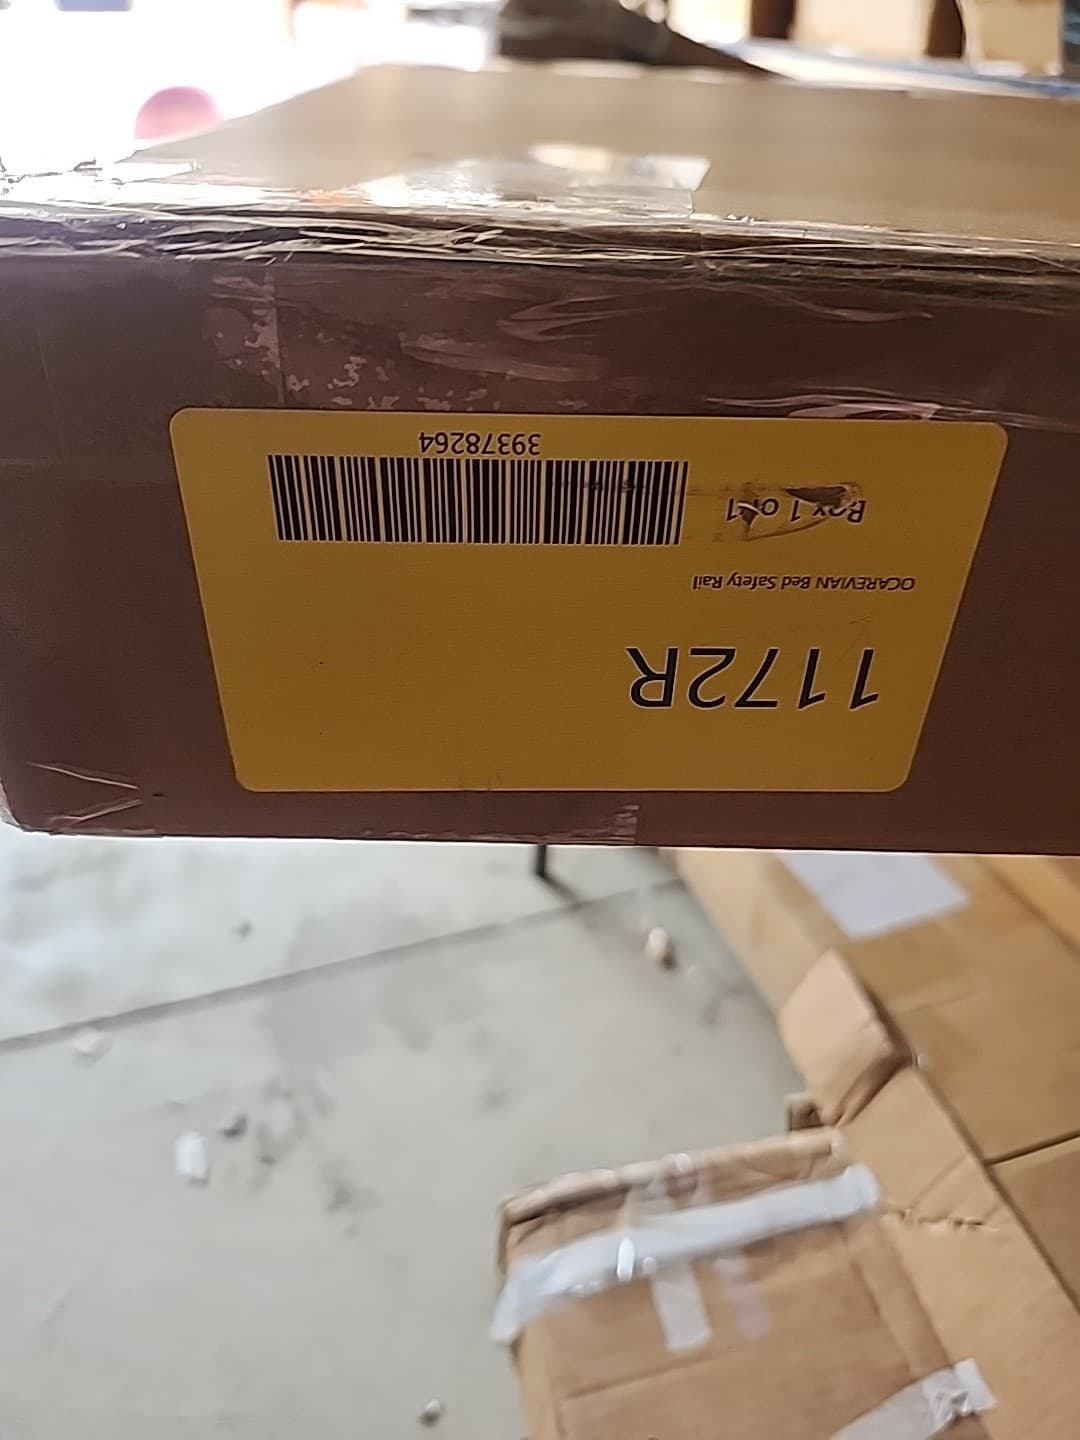 1172R
OCAREVIAN Bed Safety Rail
Box 1 of 1
39378264